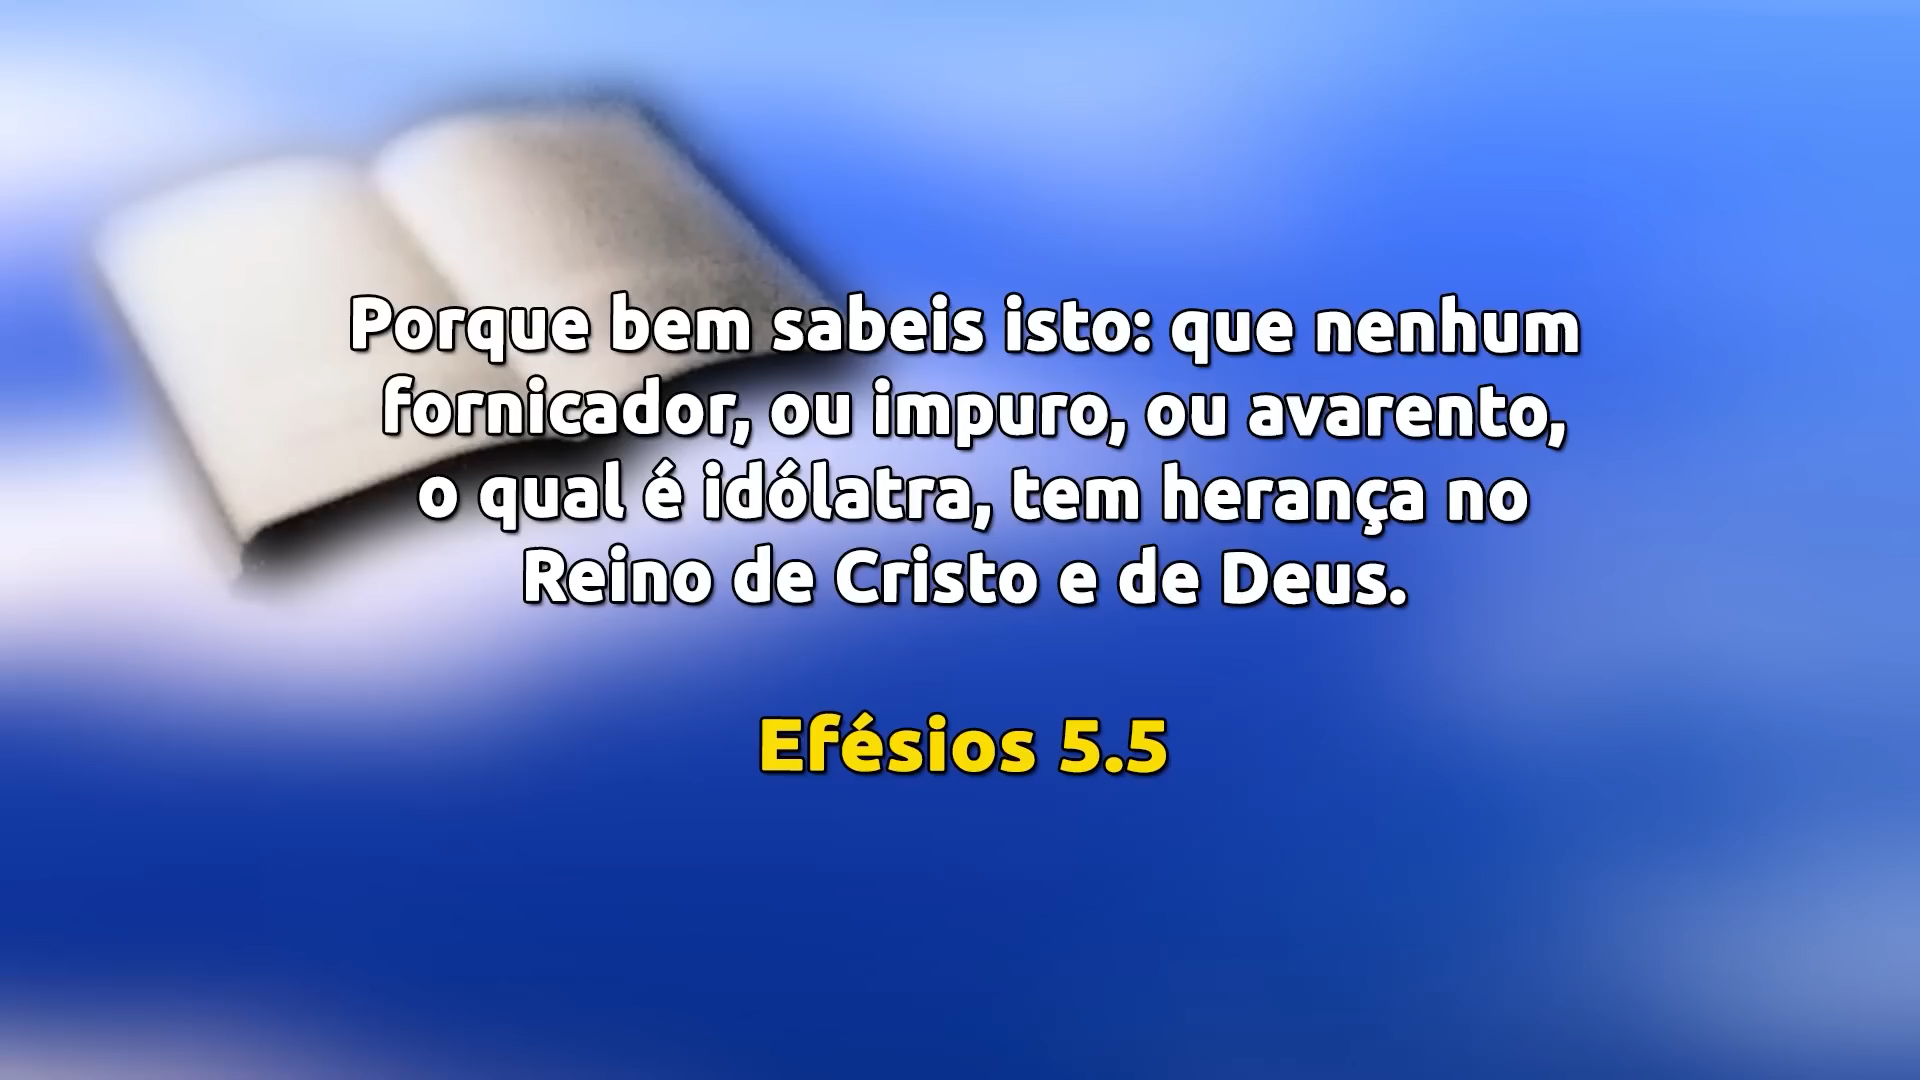 Porque bem sabeis isto: que nenhum
fornicador, ou impuro, ou avarento,
o qual é idólatra, tem herança no
Reino de Cristo e de Deus.
Efésios 5.5